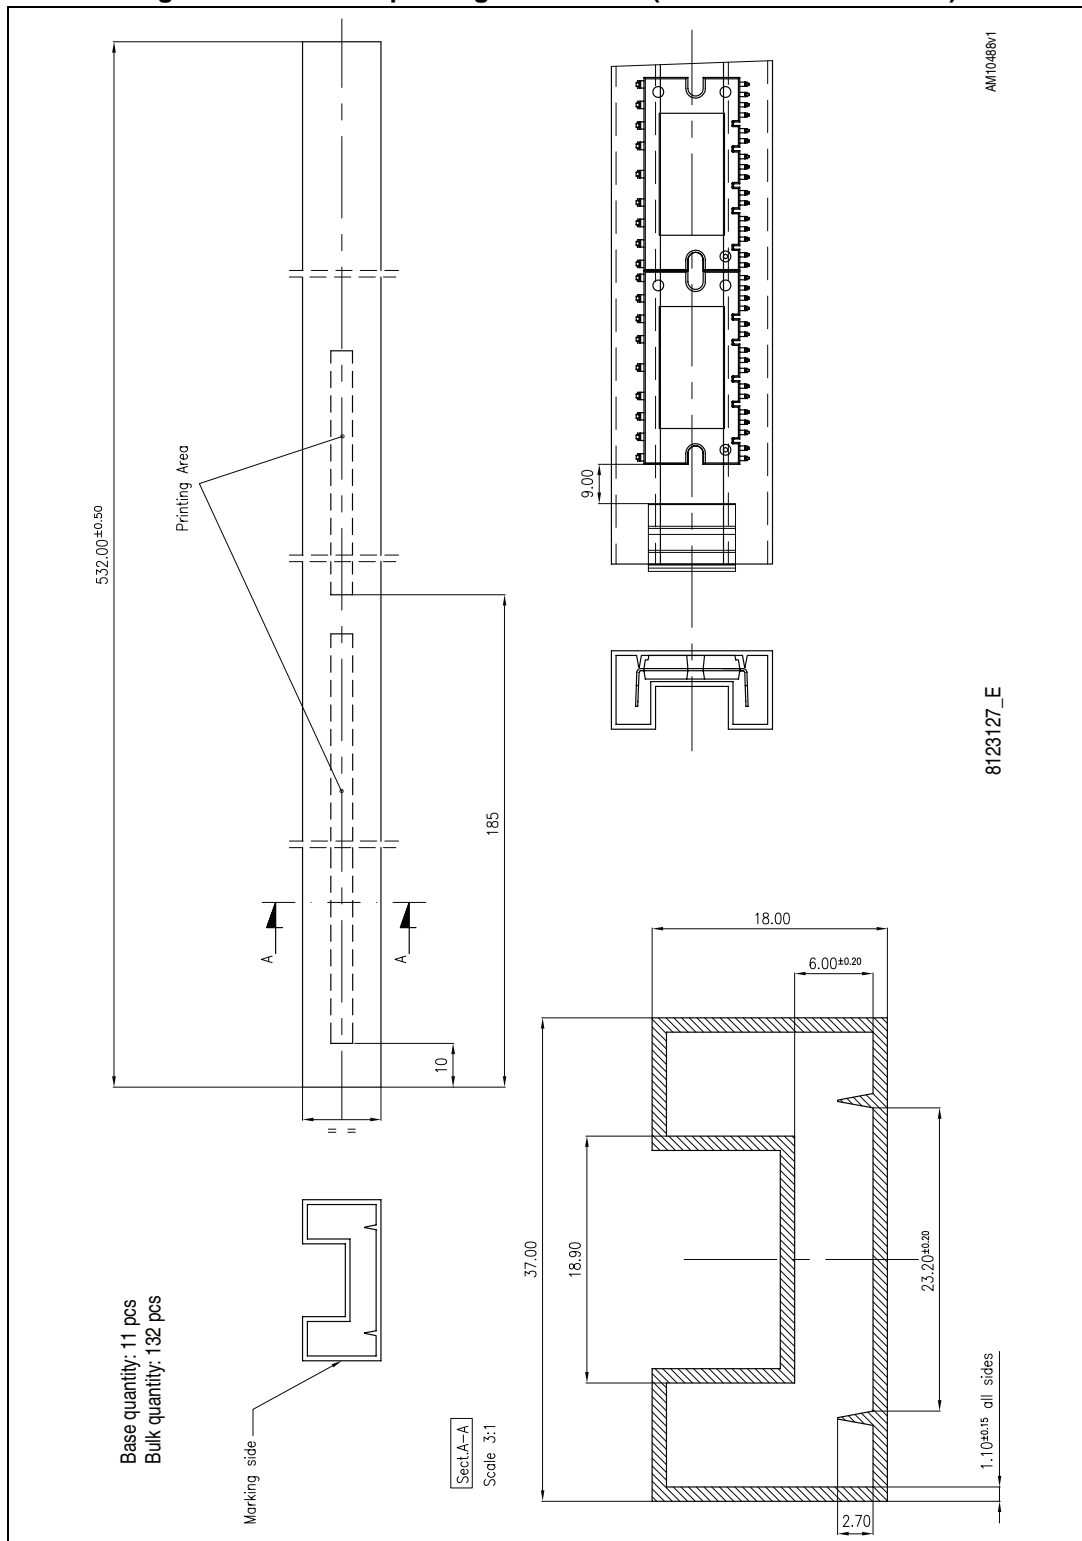 AM10488v1
532.00±0.50
Printing Area
9.00
185
8123127_E
A
A
10
= =
18.00
6.00±0.20
37.00
18.90
23.20±0.20
Base quantity: 11 pcs
Bulk quantity: 132 pcs
Marking side
Sect.A-A
Scale 3:1
1.10±0.15 all sides
2.70